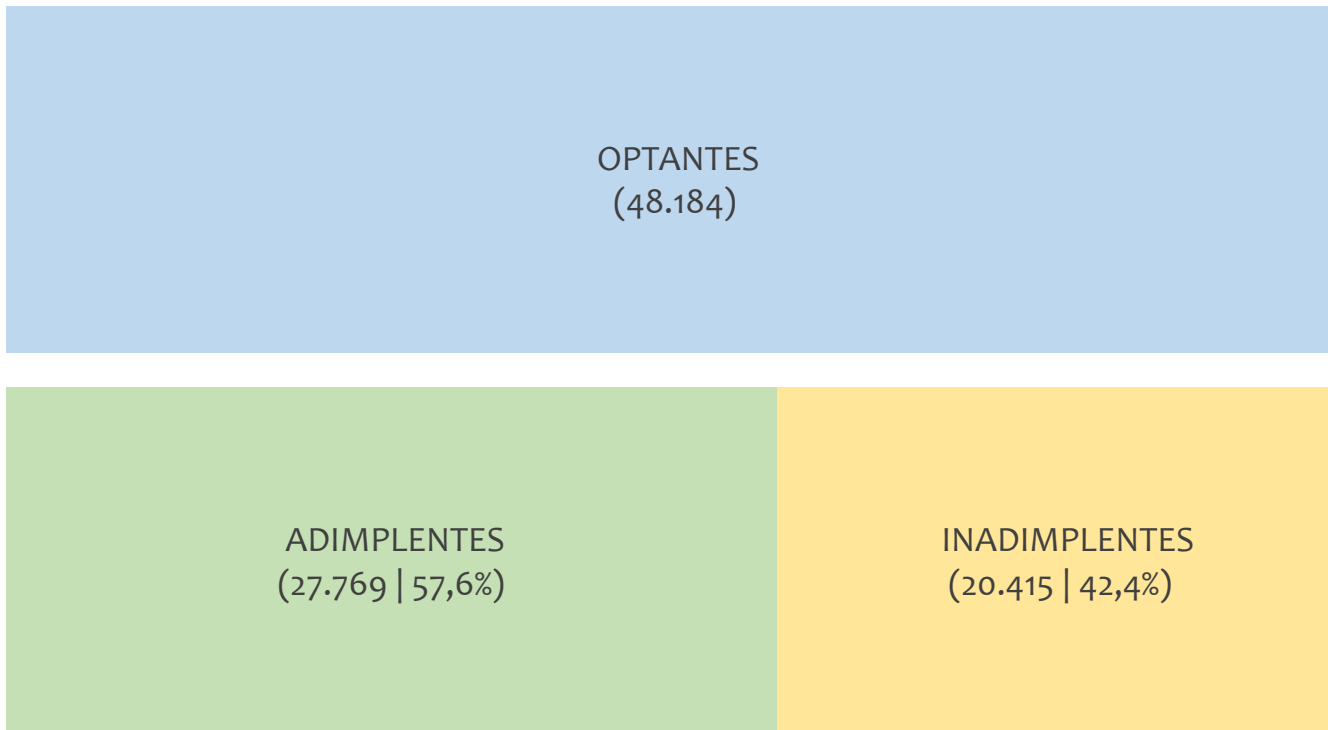 OPTANTES
(48.184)
ADIMPLENTES
(27.769 | 57,6%)
INADIMPLENTES
(20.415 | 42,4%)